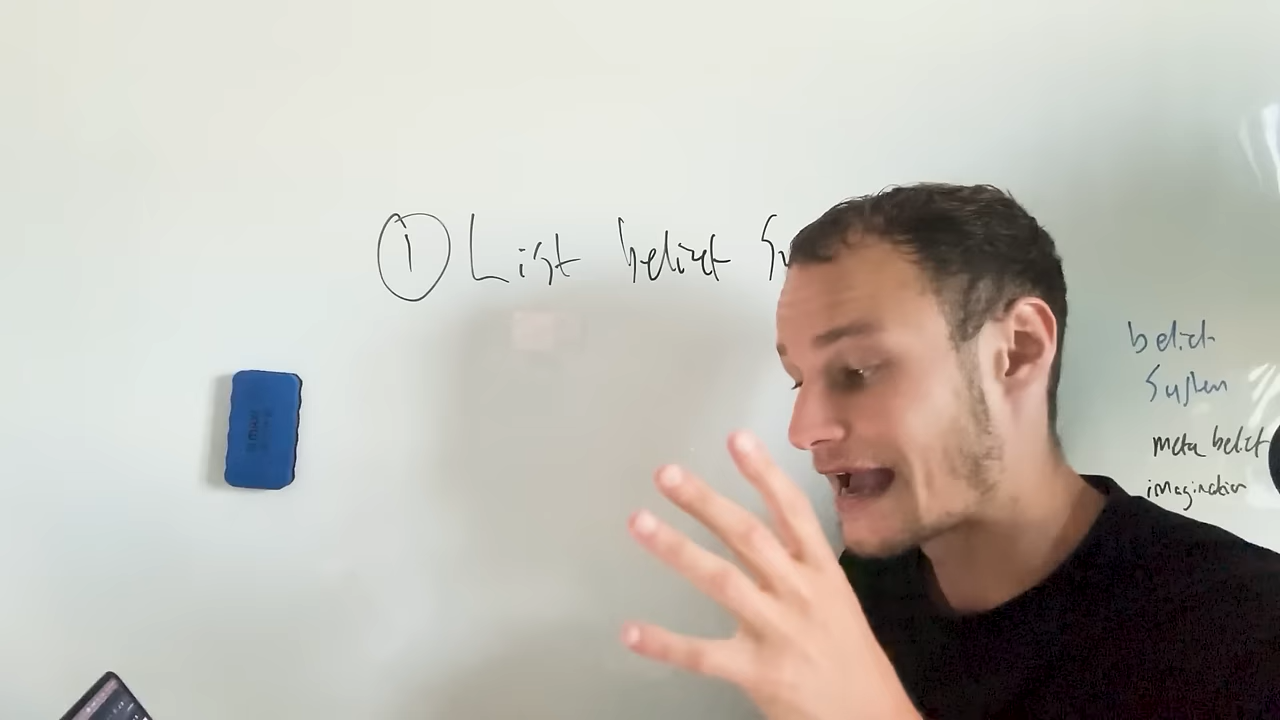 ① List belief Sy
belief
System
meta belief
imagination